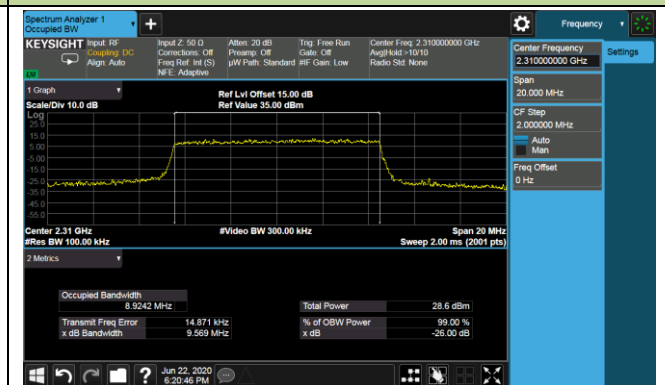 Spectrum Analyzer 1
Occupied BW
+
Frequency
KEYSIGHT Input: RF
Coupling: DC
Align: Auto
Input Z: 50 Ω
Corrections: Off
Freq Ref: Int (S)
NFE: Adaptive
Atten: 20 dB
Preamp: Off
µW Path: Standard
Trig: Free Run
Gate: Off
#IF Gain: Low
Center Freq: 2.310000000 GHz
Avg|Hold:>10/10
Radio Std: None
Center Frequency
2.310000000 GHz
Settings
Span
20.000 MHz
CF Step
2.000000 MHz
Auto
Man
Freq Offset
0 Hz
1 Graph
Scale/Div 10.0 dB
Ref Lvl Offset 15.00 dB
Ref Value 35.00 dBm
Log
25.0
15.0
5.00
-5.00
-15.0
-25.0
-35.0
-45.0
-55.0
Center 2.31 GHz
#Video BW 300.00 kHz
Span 20 MHz
#Res BW 100.00 kHz
Sweep 2.00 ms (2001 pts)
2 Metrics
Occupied Bandwidth
8.9242 MHz
Total Power 28.6 dBm
Transmit Freq Error 14.871 kHz
% of OBW Power 99.00 %
x dB Bandwidth 9.569 MHz
x dB -26.00 dB
?
Jun 22, 2020
6:20:46 PM